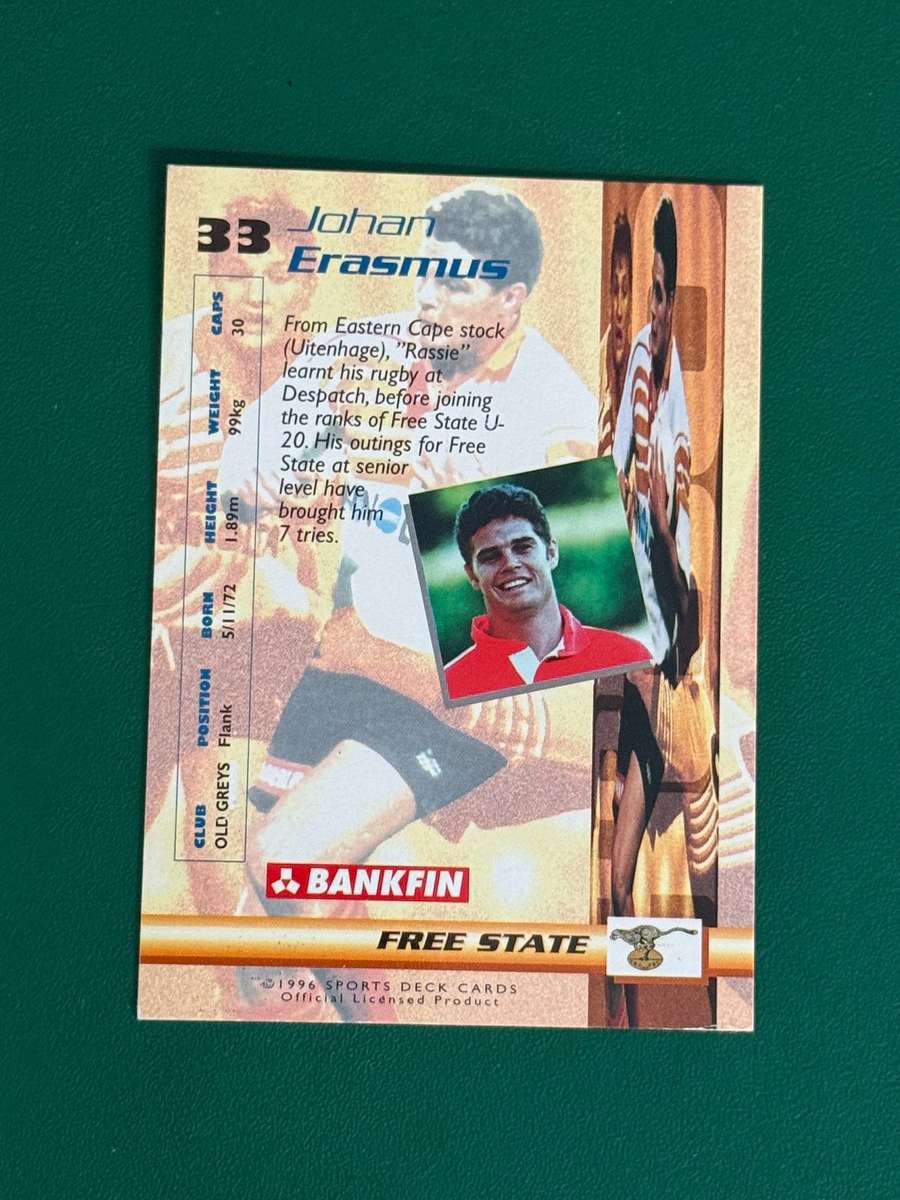 33 Johan
Erasmus
CAPS
30
WEIGHT
99kg
HEIGHT
1.89m
BORN
5/11/72
POSITION
Flank
CLUB
OLD GREYS
From Eastern Cape stock
(Uitenhage), "Rassie"
learnt his rugby at
Despatch, before joining
the ranks of Free State U-
20. His outings for Free
State at senior
level have
brought him
7 tries.
BANKFIN
FREE STATE
©1996 SPORTS DECK CARDS
Official Licensed Product